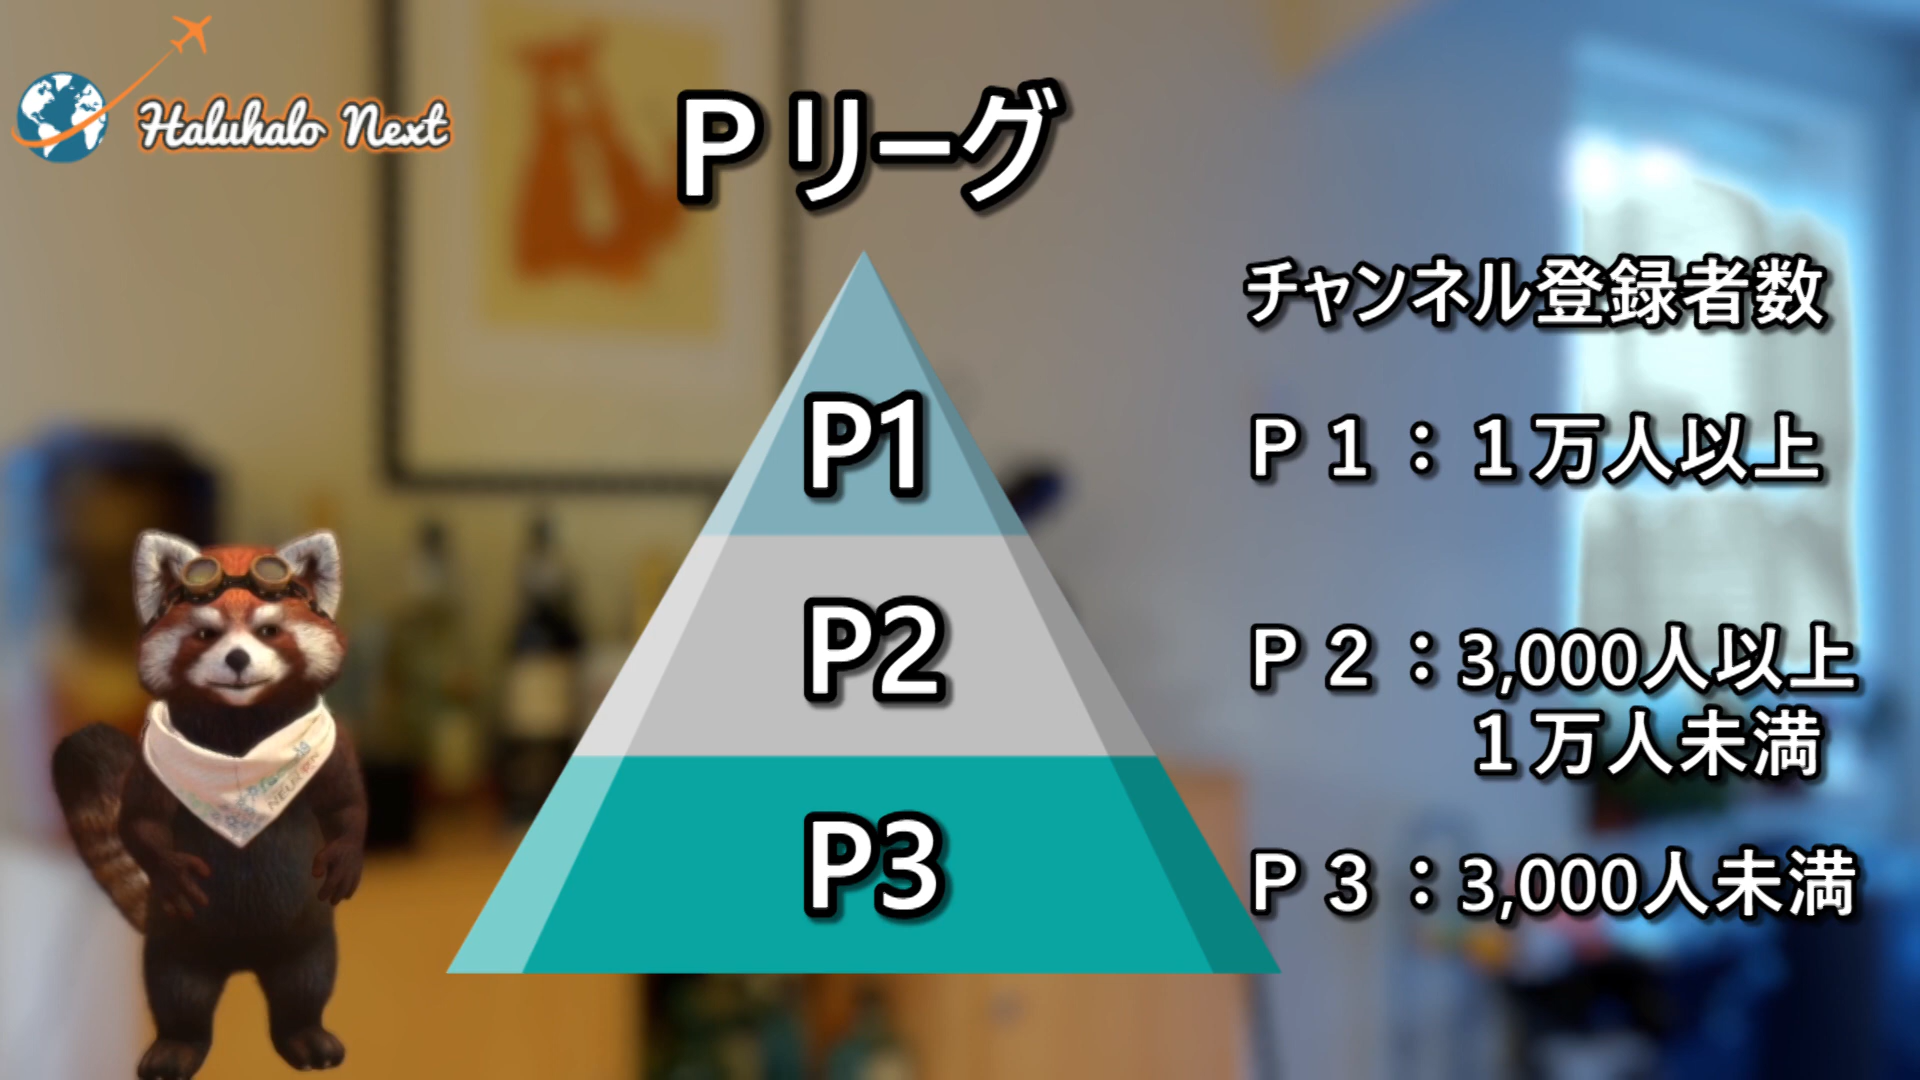 Haluhalo Next
Ｐリーグ
チャンネル登録者数
P1
Ｐ１：１万人以上
P2
Ｐ２：3,000人以上
１万人未満
P3
Ｐ３：3,000人未満